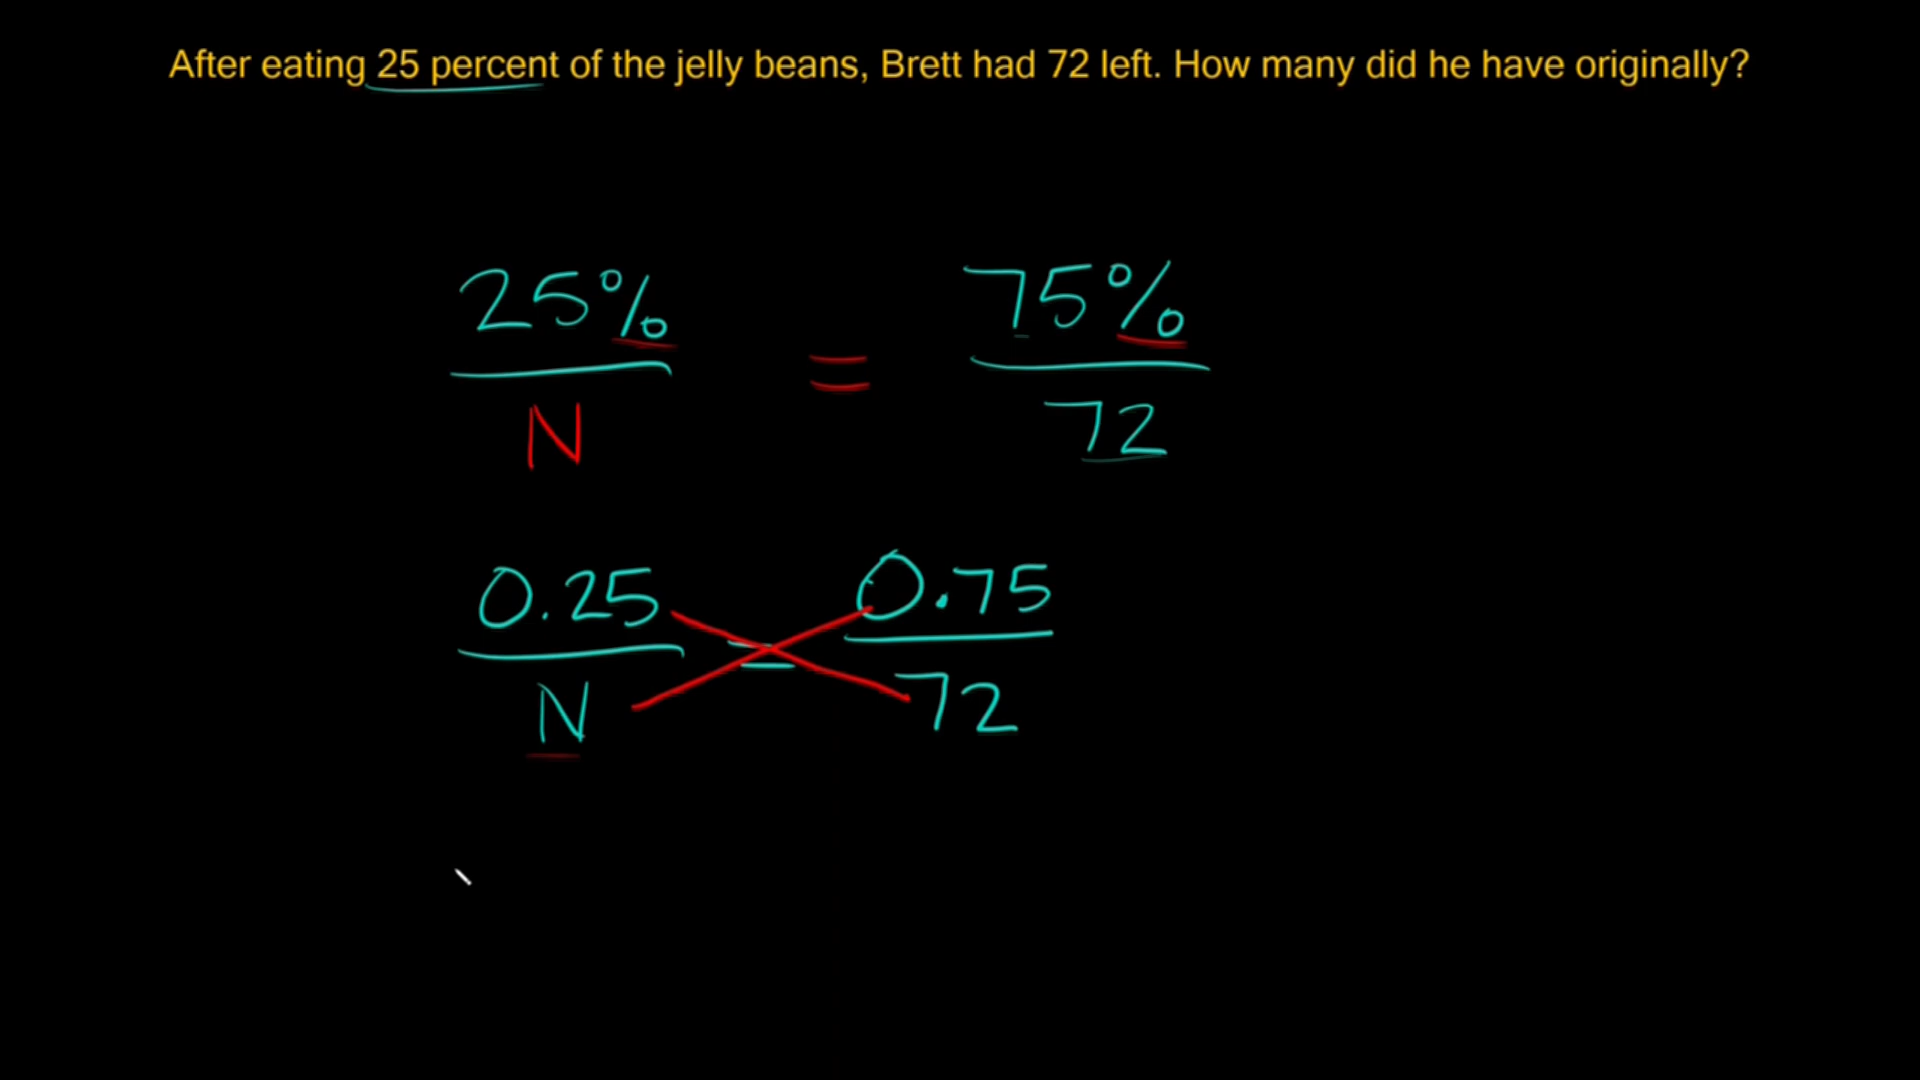 After eating 25 percent of the jelly beans, Brett had 72 left. How many did he have originally?
25% = 75%
N 72
0.25 = 0.75
N 72